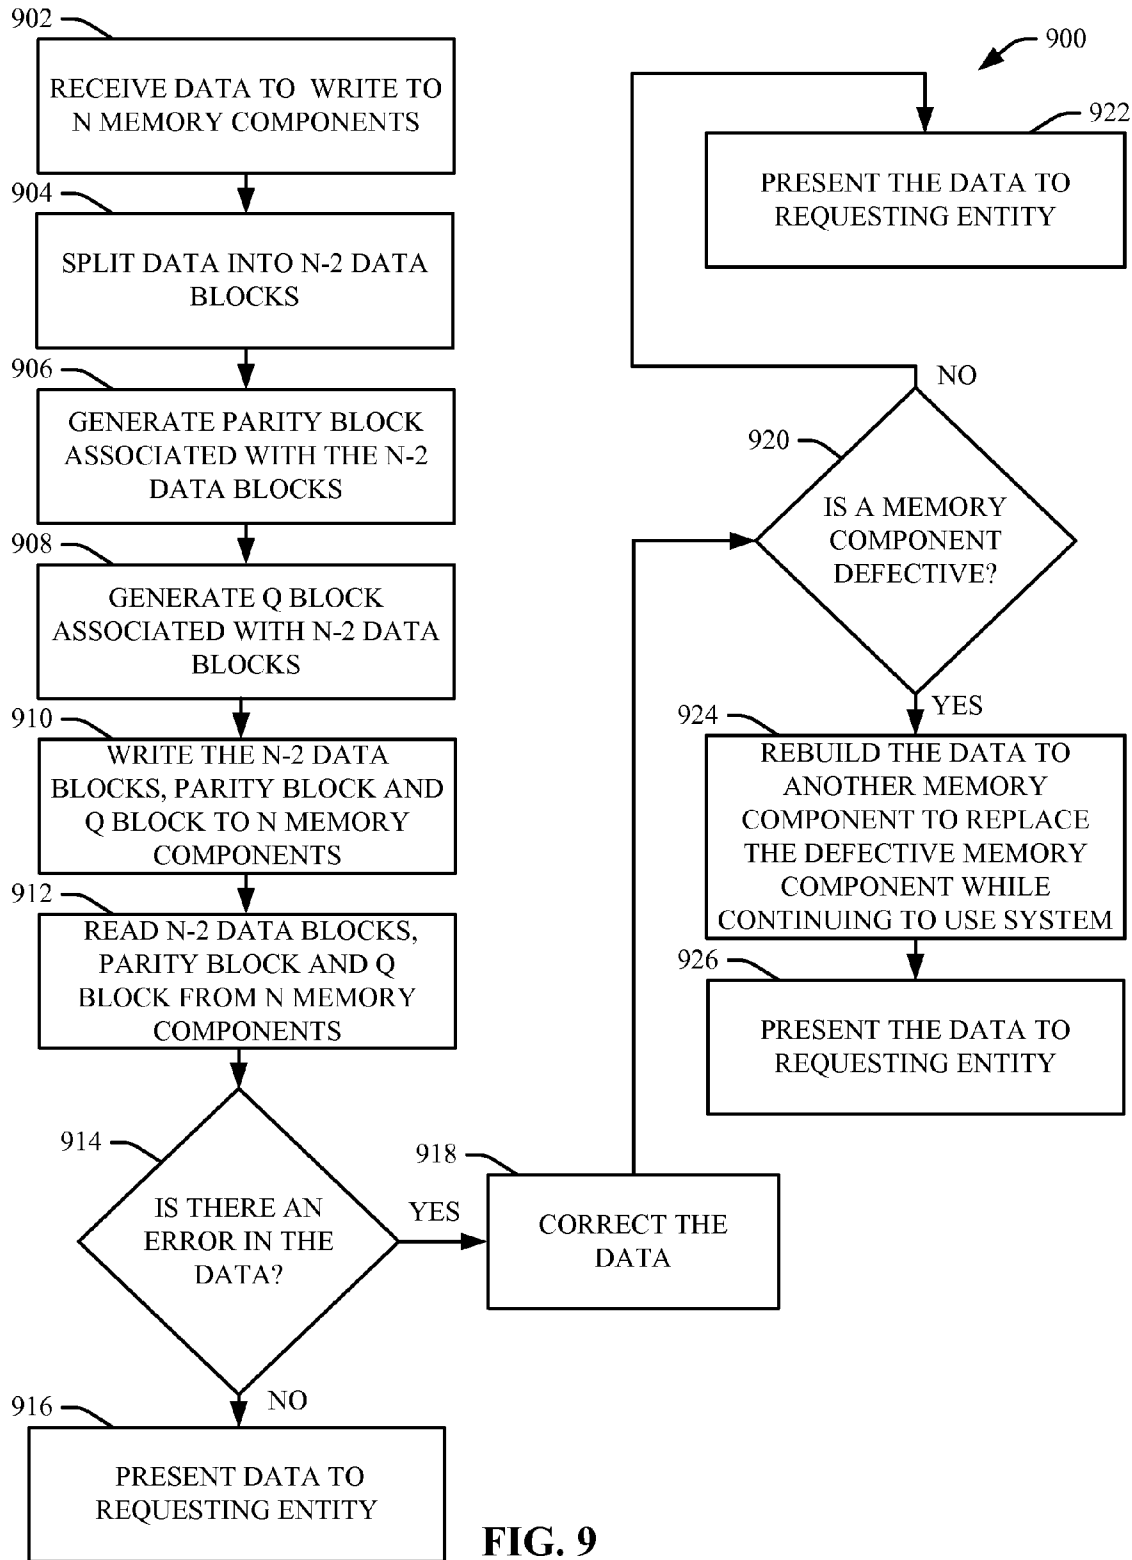 902
RECEIVE DATA TO WRITE TO
N MEMORY COMPONENTS
904
SPLIT DATA INTO N-2 DATA
BLOCKS
906
GENERATE PARITY BLOCK
ASSOCIATED WITH THE N-2
DATA BLOCKS
908
GENERATE Q BLOCK
ASSOCIATED WITH N-2 DATA
BLOCKS
910
WRITE THE N-2 DATA
BLOCKS, PARITY BLOCK AND
Q BLOCK TO N MEMORY
COMPONENTS
912
READ N-2 DATA BLOCKS,
PARITY BLOCK AND Q
BLOCK FROM N MEMORY
COMPONENTS
914
IS THERE AN
ERROR IN THE
DATA?
YES
NO
916
PRESENT DATA TO
REQUESTING ENTITY
918
CORRECT THE
DATA
900
922
PRESENT THE DATA TO
REQUESTING ENTITY
NO
920
IS A MEMORY
COMPONENT
DEFECTIVE?
YES
924
REBUILD THE DATA TO
ANOTHER MEMORY
COMPONENT TO REPLACE
THE DEFECTIVE MEMORY
COMPONENT WHILE
CONTINUING TO USE SYSTEM
926
PRESENT THE DATA TO
REQUESTING ENTITY
FIG. 9